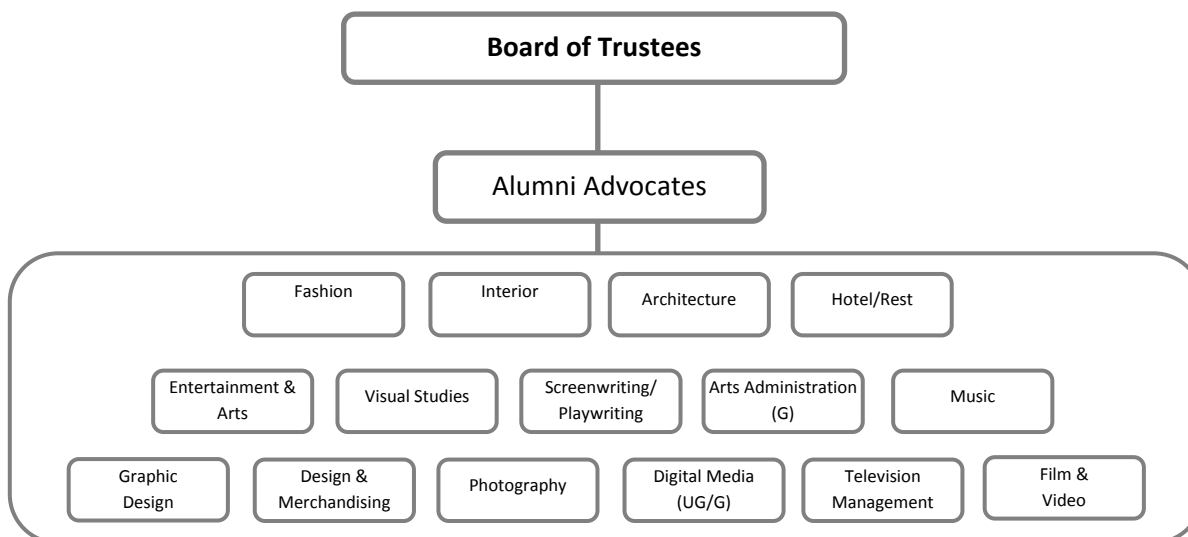 Board of Trustees
Alumni Advocates
Fashion
Interior
Architecture
Hotel/Rest
Entertainment &
Arts
Visual Studies
Screenwriting/
Playwriting
Arts Administration
(G)
Music
Graphic
Design
Design &
Merchandising
Photography
Digital Media
(UG/G)
Television
Management
Film &
Video